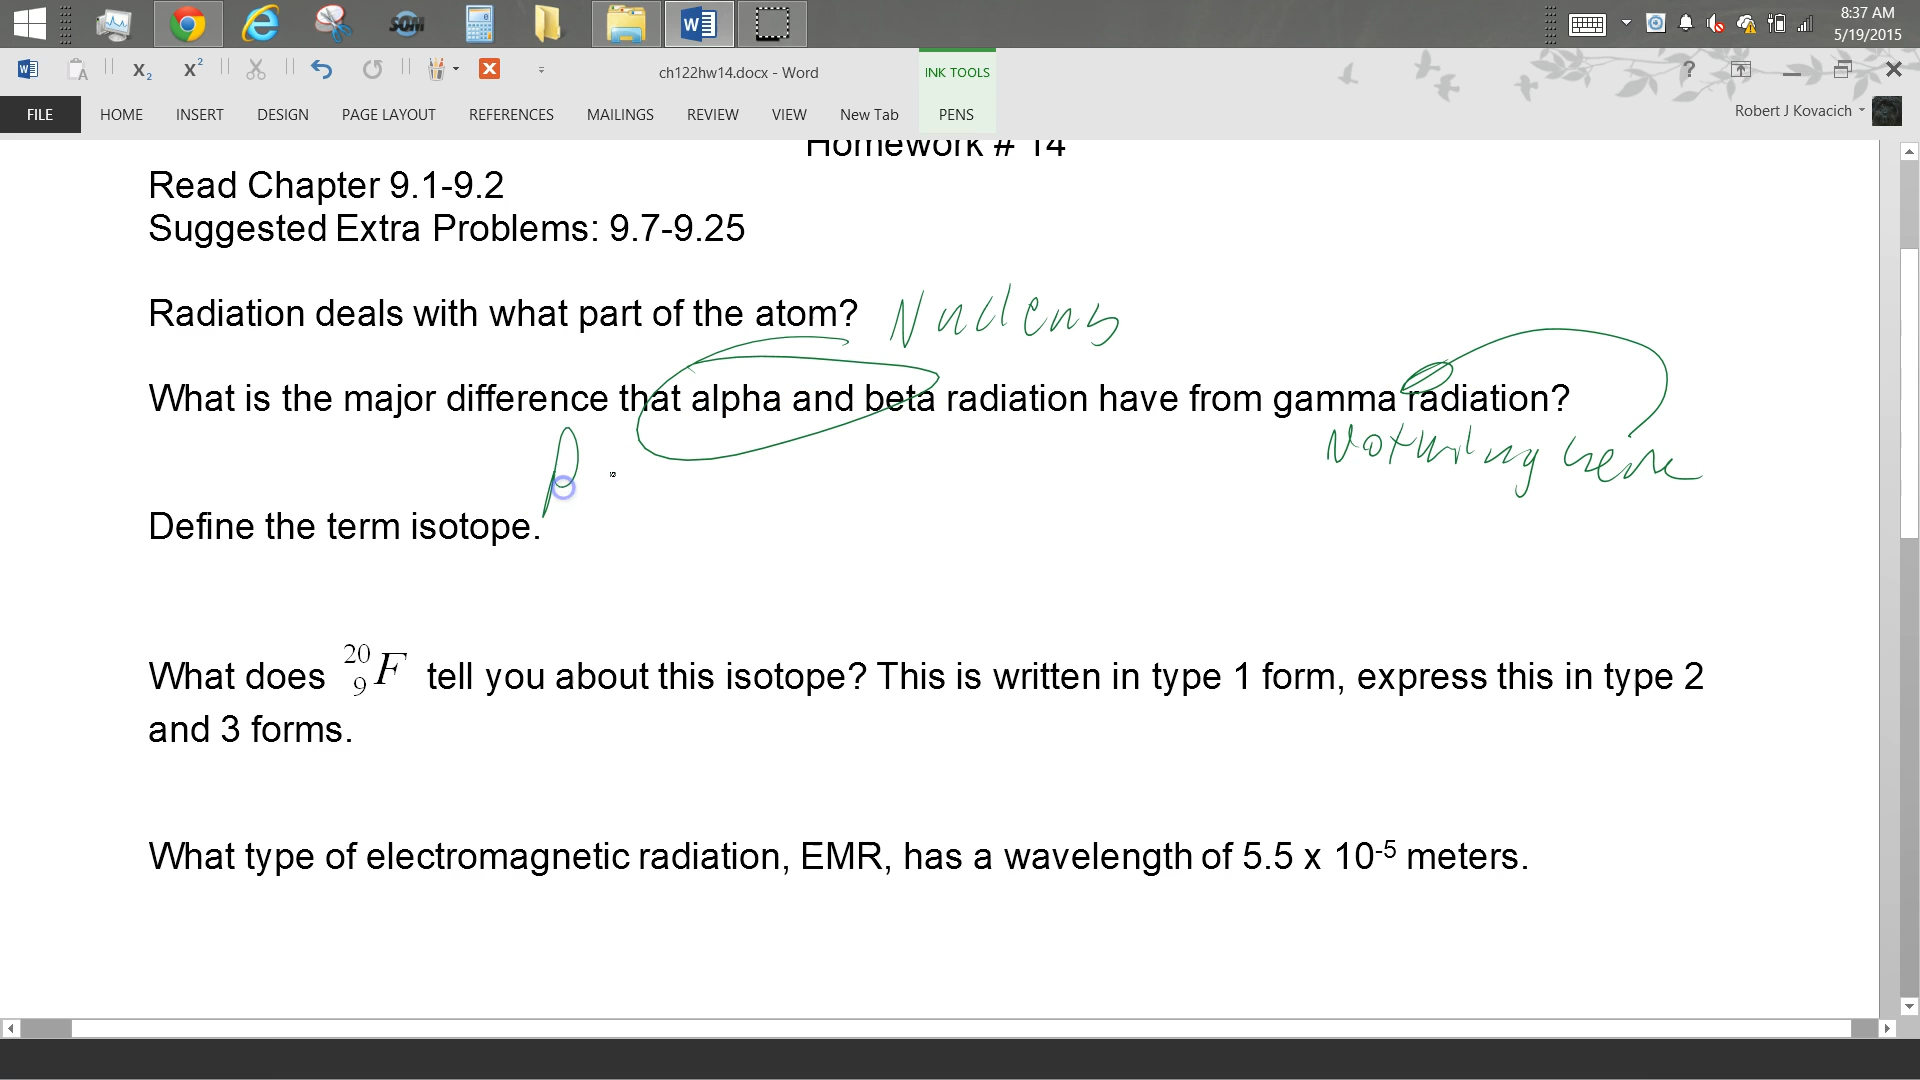 8:37 AM
5/19/2015
ch122hw14.docx - Word
INK TOOLS
FILE HOME INSERT DESIGN PAGE LAYOUT REFERENCES MAILINGS REVIEW VIEW New Tab PENS
Robert J Kovacich
Homework # 14
Read Chapter 9.1-9.2
Suggested Extra Problems: 9.7-9.25
Radiation deals with what part of the atom? Nucleus
What is the major difference that alpha and beta radiation have from gamma radiation?
Nothing here
Define the term isotope.
What does ²⁰₉F tell you about this isotope? This is written in type 1 form, express this in type 2
and 3 forms.
What type of electromagnetic radiation, EMR, has a wavelength of 5.5 x 10⁻⁵ meters.